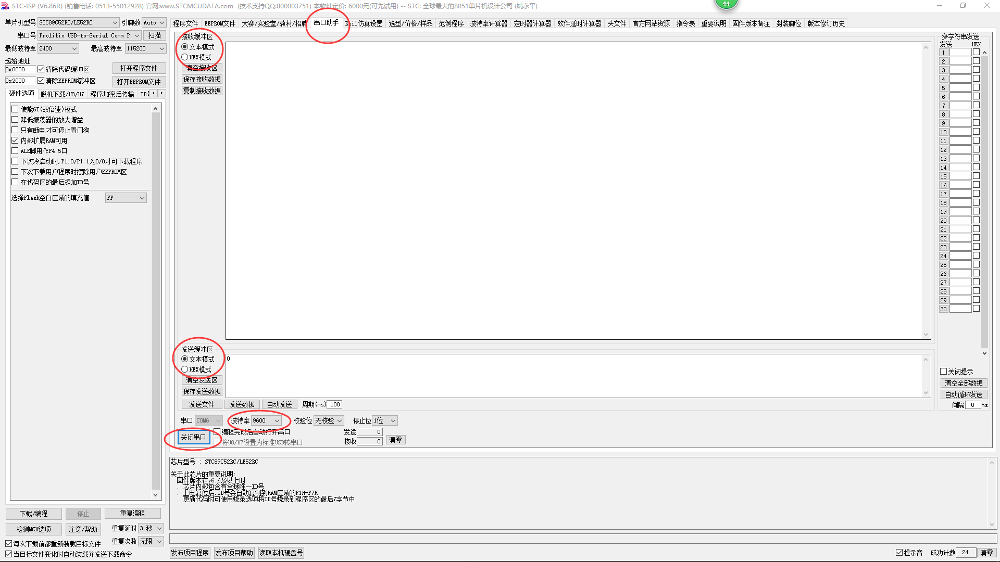 STC-ISP (V6.86R) (销售电话: 0513-55012928) 官网:www.STCMCUDATA.com (技术支持QQ:800003751) 本软件定价: 6000元(可先试用) -- STC: 全球最大的8051单片机设计公司 (姚永平)
44
单片机型号 STC89C52RC/LE52RC 引脚数 Auto
串口号 Prolific USB-to-Serial Comm P 扫描
最低波特率 2400 最高波特率 115200
起始地址
0x0000 清除代码缓冲区 打开程序文件
0x2000 清除EEPROM缓冲区 打开EEPROM文件
硬件选项 脱机下载/U8/U7 程序加密后传输 ID
使能6T(双倍速)模式
降低振荡器的放大增益
只有断电才可停止看门狗
内部扩展RAM可用
ALE脚用作P4.5口
下次冷启动时,P1.0/P1.1为0/0才可下载程序
下次下载用户程序时擦除用户EEPROM区
在代码区的最后添加ID号
选择Flash空白区域的填充值 FF
下载/编程 停止 重复编程
检测MCU选项 注意/帮助 重复延时 3 秒
每次下载前都重新装载目标文件 重复次数 无限
当目标文件变化时自动装载并发送下载命令
程序文件 EEPROM文件 大赛/实验室/教材/招聘 串口助手 Keil仿真设置 选型/价格/样品 范例程序 波特率计算器 定时器计算器 软件延时计算器 头文件 官方网站资源 指令表 重要说明 固件版本备注 封装脚位 版本修订历史
接收缓冲区
文本模式
HEX模式
清空接收区
保存接收数据
复制接收数据
发送缓冲区
文本模式
HEX模式
清空发送区
保存发送数据
0
发送文件 发送数据 自动发送 周期(ms) 100
串口 COM6 波特率 9600 校验位 无校验 停止位 1位
关闭串口 编程完成后自动打开串口 发送 0
将U8/U7设置为标准USB转串口 接收 0 清零
多字符串发送
发送 HEX
1
2
3
4
5
6
7
8
9
10
11
12
13
14
15
16
17
18
19
20
21
22
23
24
25
26
27
28
29
30
关闭提示
清空全部数据
自动循环发送
间隔 0 ms
芯片型号 : STC89C52RC/LE52RC
关于此芯片的重要说明:
固件版本在v6.6及以上时
. 芯片内部包含有全球唯一ID号
. 上电复位后,ID号会自动复制到RAM区域的F1H-F7H
. 更新代码时可使用烧录选项将ID号烧录到程序区的最后7字节中
发布项目程序 发布项目帮助 读取本机硬盘号 提示音 成功计数 24 清零